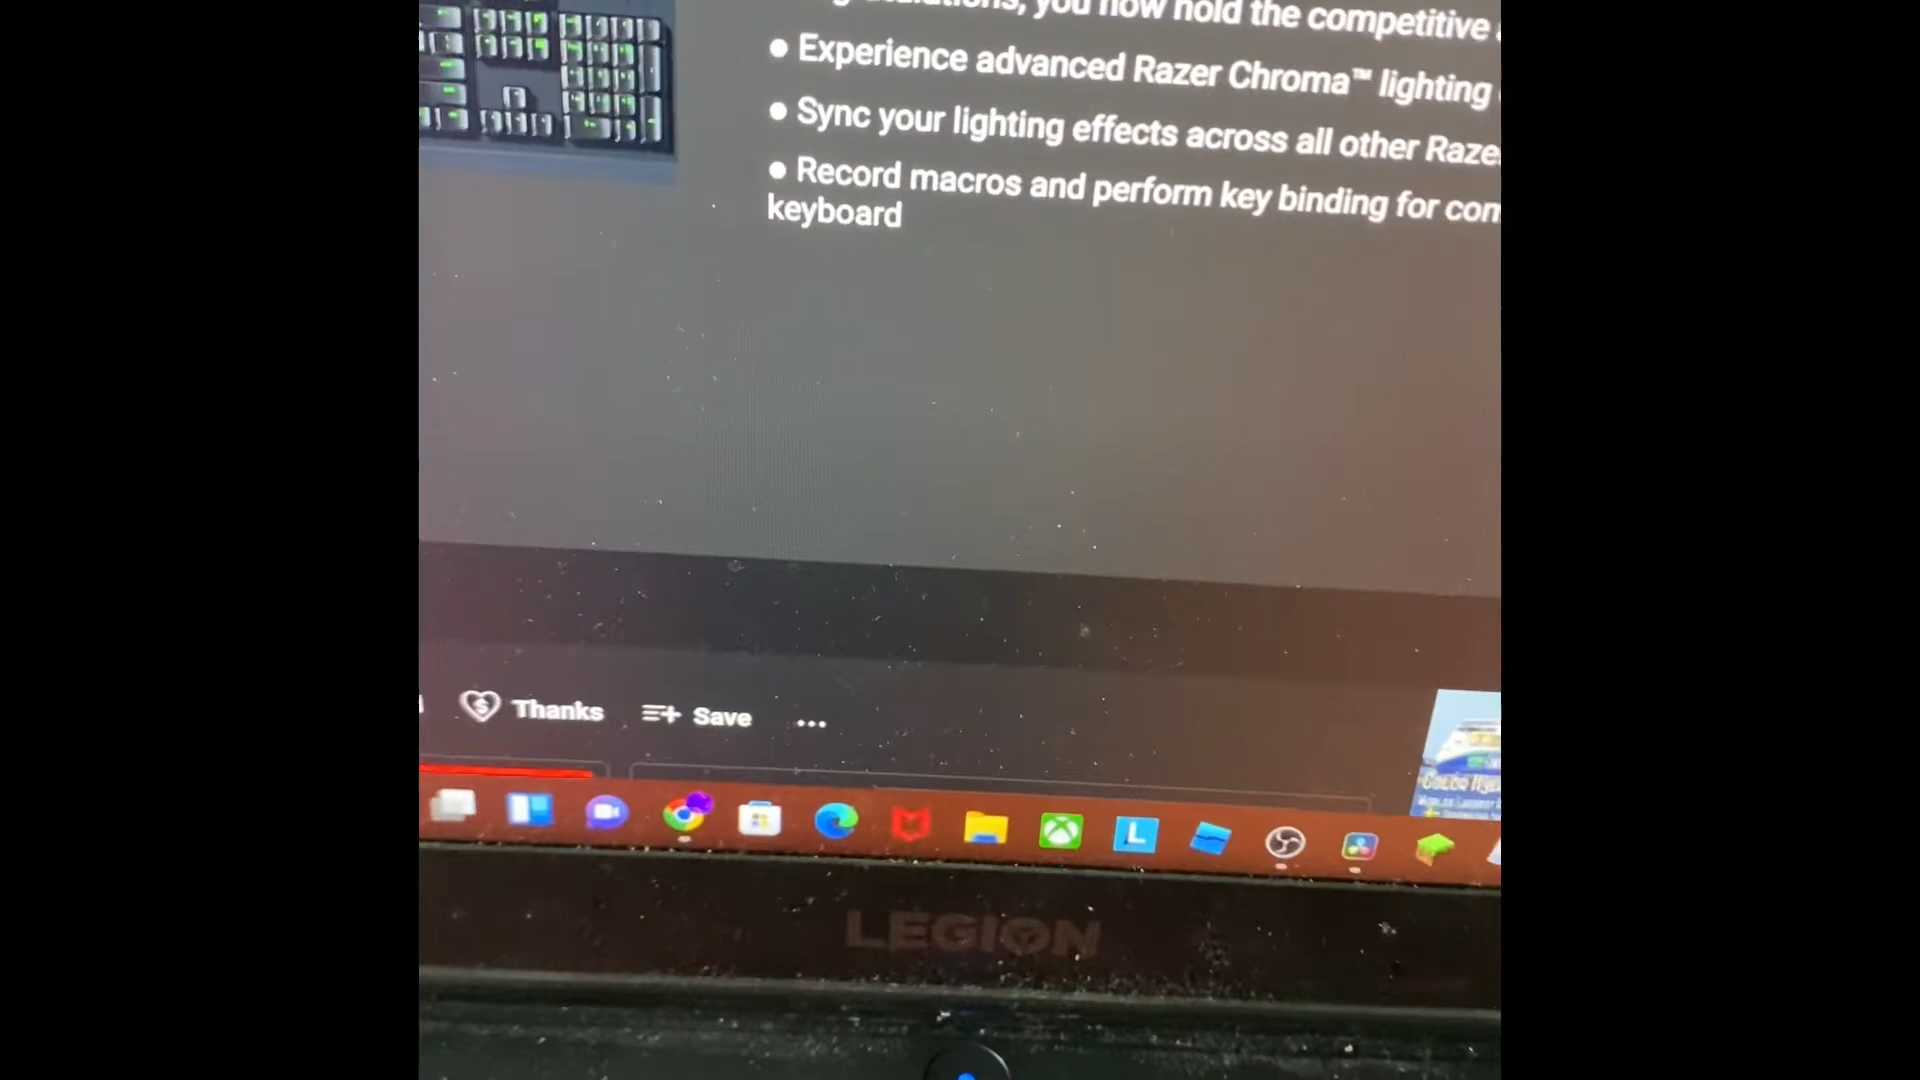 you now hold the competitive
● Experience advanced Razer Chroma™ lighting
● Sync your lighting effects across all other
● Record macros and perform key binding for
keyboard
Thanks
Save
...
L
LEGION